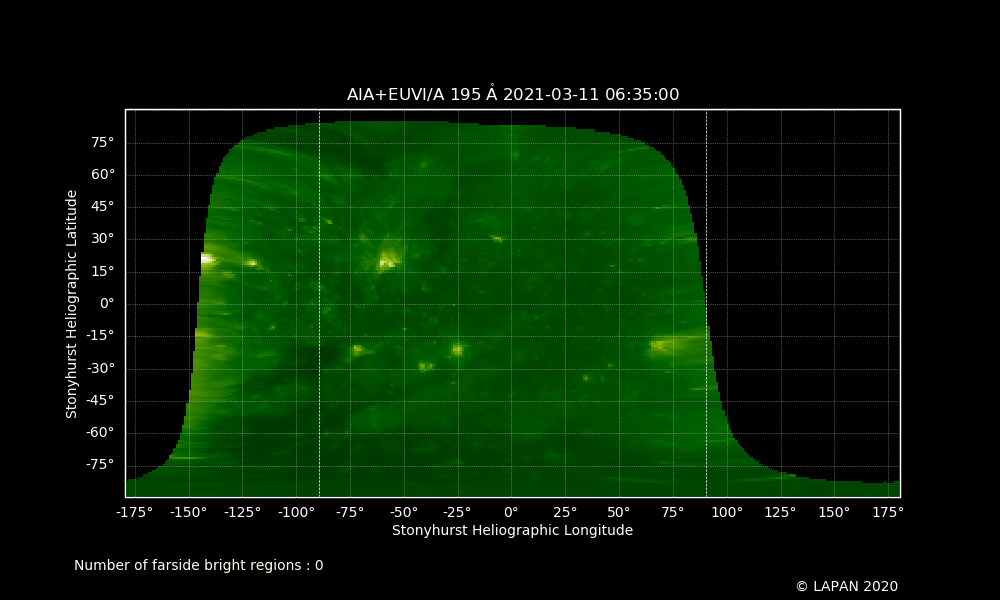 AIA+EUVI/A 195 Å 2021-03-11 06:35:00
75°
60°
45°
30°
15°
0°
-15°
-30°
-45°
-60°
-75°
Stonyhurst Heliographic Latitude
-175° -150° -125° -100° -75° -50° -25° 0° 25° 50° 75° 100° 125° 150° 175°
Stonyhurst Heliographic Longitude
Number of farside bright regions : 0
© LAPAN 2020